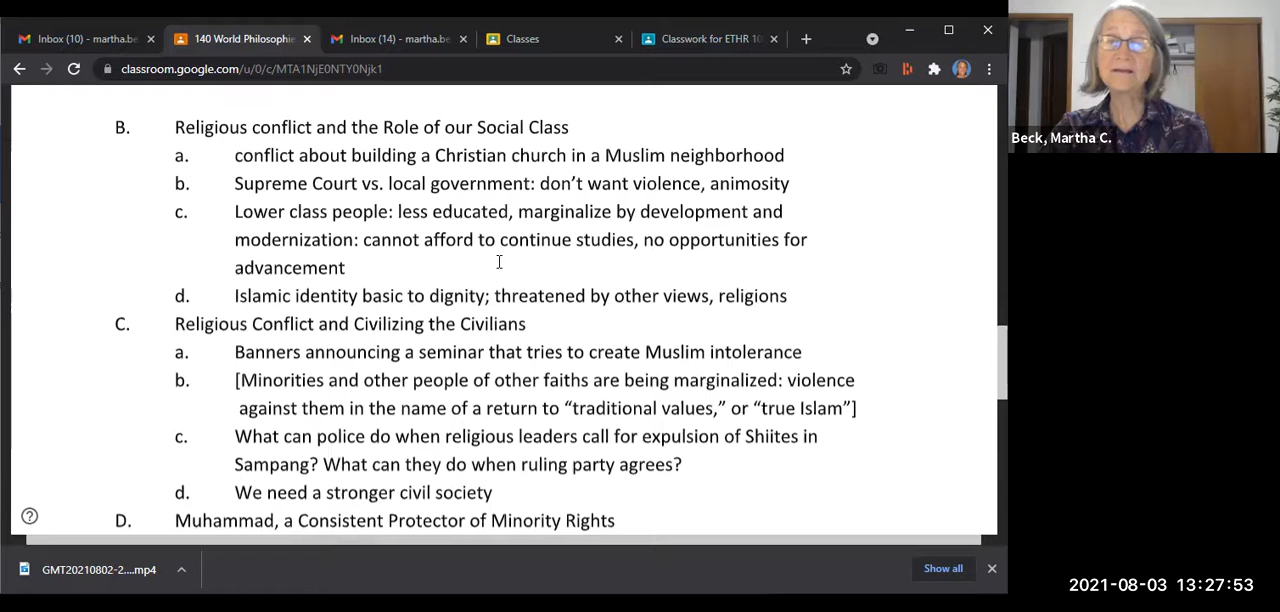 Inbox (10) - martha.be
140 World Philosophie
Inbox (14) - martha.be
Classes
Classwork for ETHR 10
classroom.google.com/u/0/c/MTA1NjE0NTY0Njk1
Beck, Martha C.
B. Religious conflict and the Role of our Social Class
a. conflict about building a Christian church in a Muslim neighborhood
b. Supreme Court vs. local government: don’t want violence, animosity
c. Lower class people: less educated, marginalize by development and
modernization: cannot afford to continue studies, no opportunities for
advancement
d. Islamic identity basic to dignity; threatened by other views, religions
C. Religious Conflict and Civilizing the Civilians
a. Banners announcing a seminar that tries to create Muslim intolerance
b. [Minorities and other people of other faiths are being marginalized: violence
against them in the name of a return to “traditional values,” or “true Islam”]
c. What can police do when religious leaders call for expulsion of Shiites in
Sampang? What can they do when ruling party agrees?
d. We need a stronger civil society
D. Muhammad, a Consistent Protector of Minority Rights
GMT20210802-2....mp4
Show all
2021-08-03 13:27:53